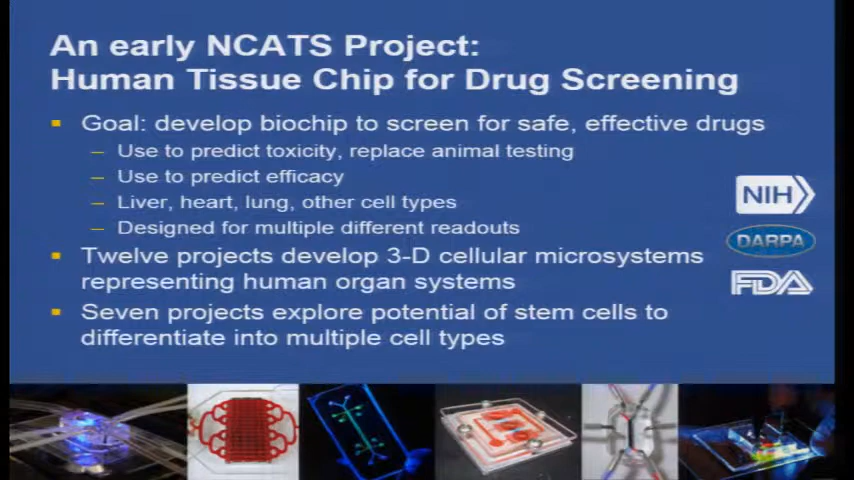 An early NCATS Project:
Human Tissue Chip for Drug Screening
Goal: develop biochip to screen for safe, effective drugs
– Use to predict toxicity, replace animal testing
– Use to predict efficacy
– Liver, heart, lung, other cell types
– Designed for multiple different readouts
Twelve projects develop 3-D cellular microsystems
representing human organ systems
Seven projects explore potential of stem cells to
differentiate into multiple cell types
NIH
DARPA
FDA